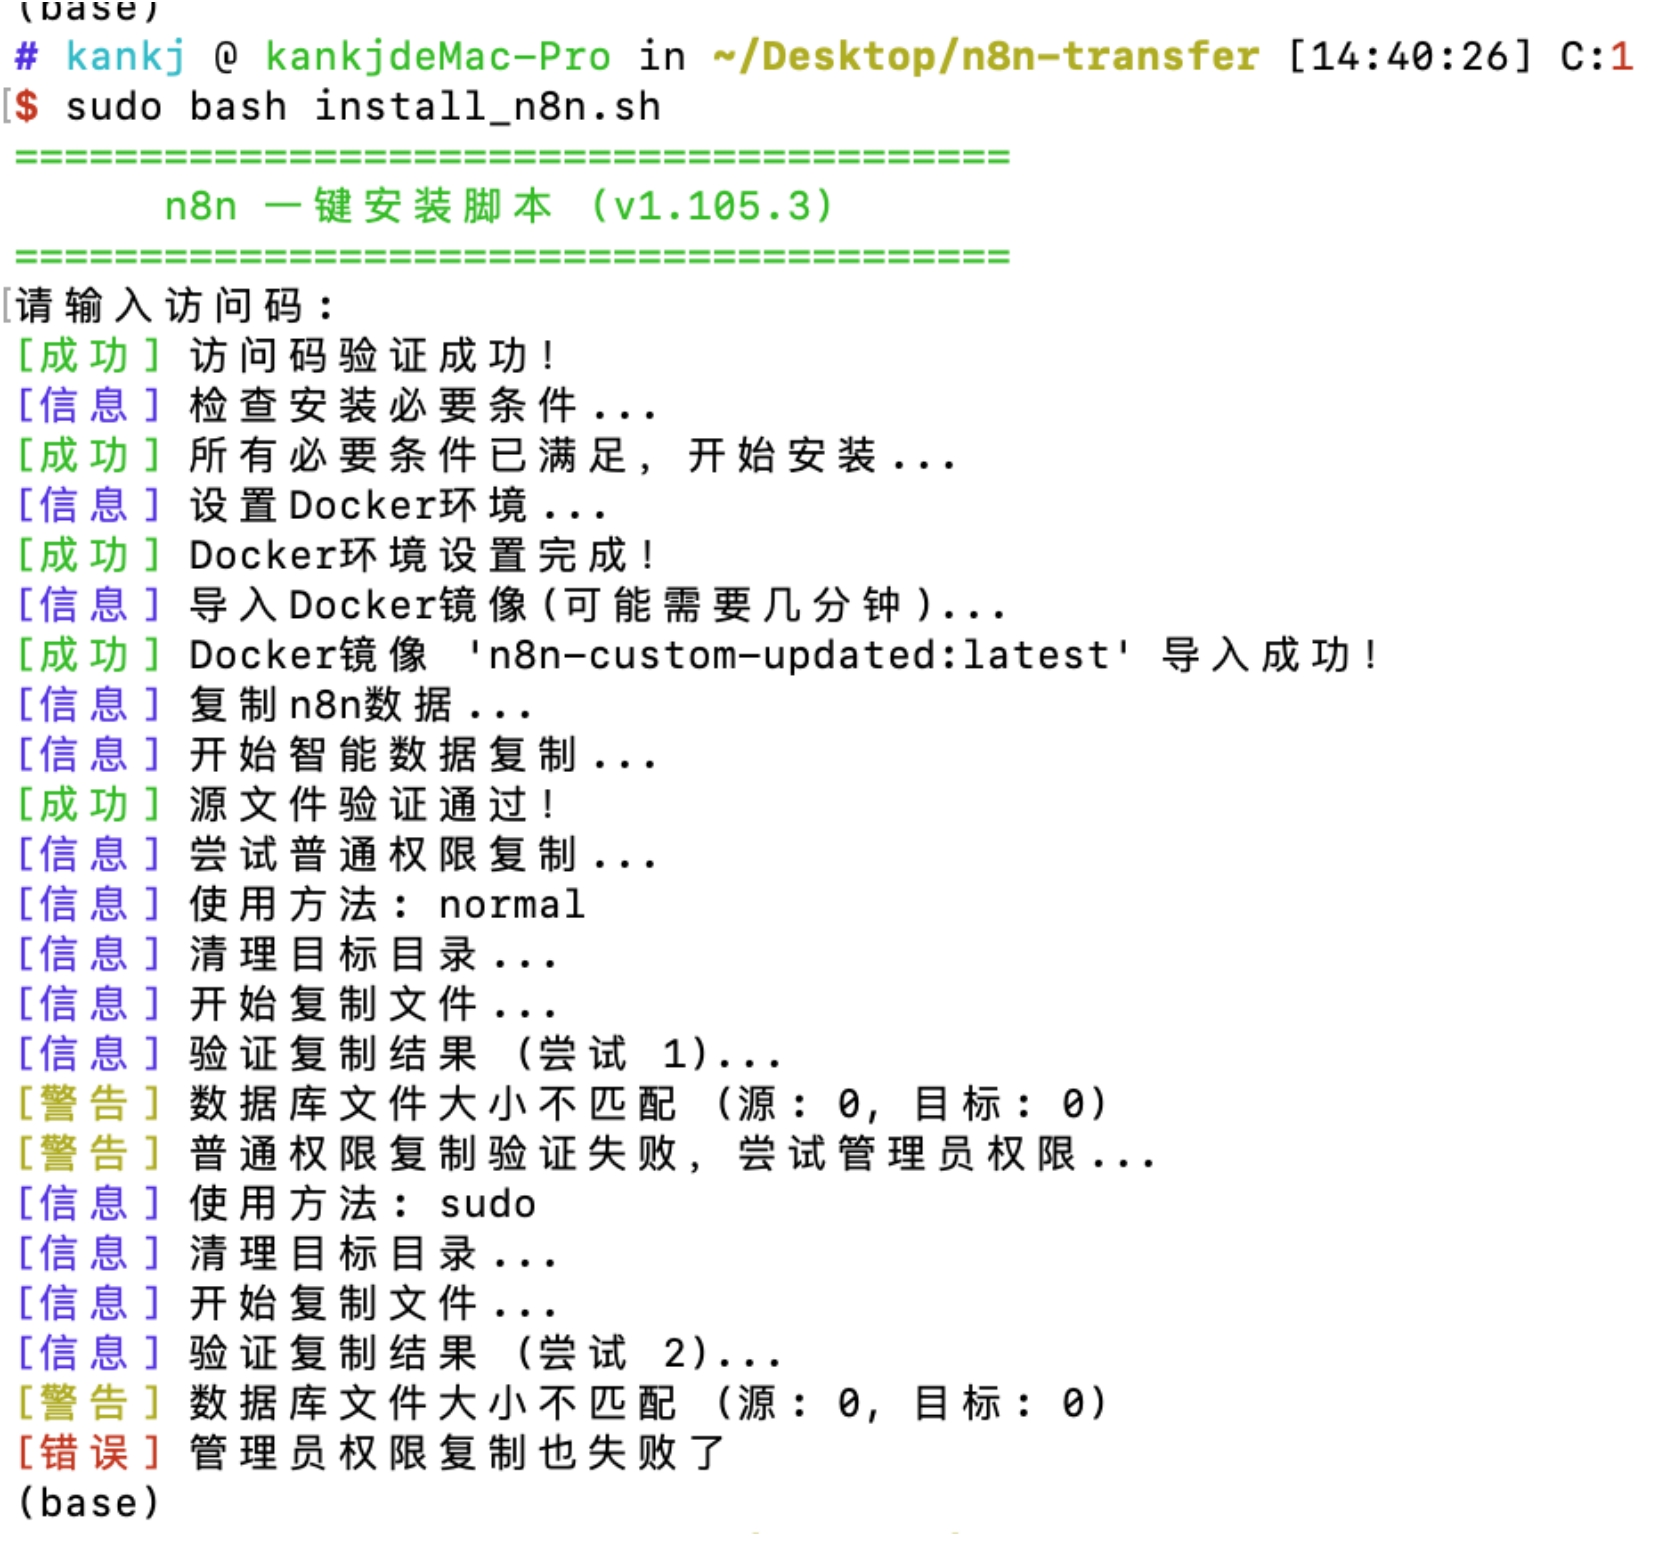 (base)
# kankj @ kankjdeMac-Pro in ~/Desktop/n8n-transfer [14:40:26] C:1
[$ sudo bash install_n8n.sh
========================================
n8n 一键安装脚本 (v1.105.3)
========================================
[请输入访问码:
[成功] 访问码验证成功!
[信息] 检查安装必要条件...
[成功] 所有必要条件已满足, 开始安装...
[信息] 设置Docker环境...
[成功] Docker环境设置完成!
[信息] 导入Docker镜像(可能需要几分钟)...
[成功] Docker镜像 'n8n-custom-updated:latest' 导入成功!
[信息] 复制n8n数据...
[信息] 开始智能数据复制...
[成功] 源文件验证通过!
[信息] 尝试普通权限复制...
[信息] 使用方法: normal
[信息] 清理目标目录...
[信息] 开始复制文件...
[信息] 验证复制结果 (尝试 1)...
[警告] 数据库文件大小不匹配 (源: 0, 目标: 0)
[警告] 普通权限复制验证失败, 尝试管理员权限...
[信息] 使用方法: sudo
[信息] 清理目标目录...
[信息] 开始复制文件...
[信息] 验证复制结果 (尝试 2)...
[警告] 数据库文件大小不匹配 (源: 0, 目标: 0)
[错误] 管理员权限复制也失败了
(base)